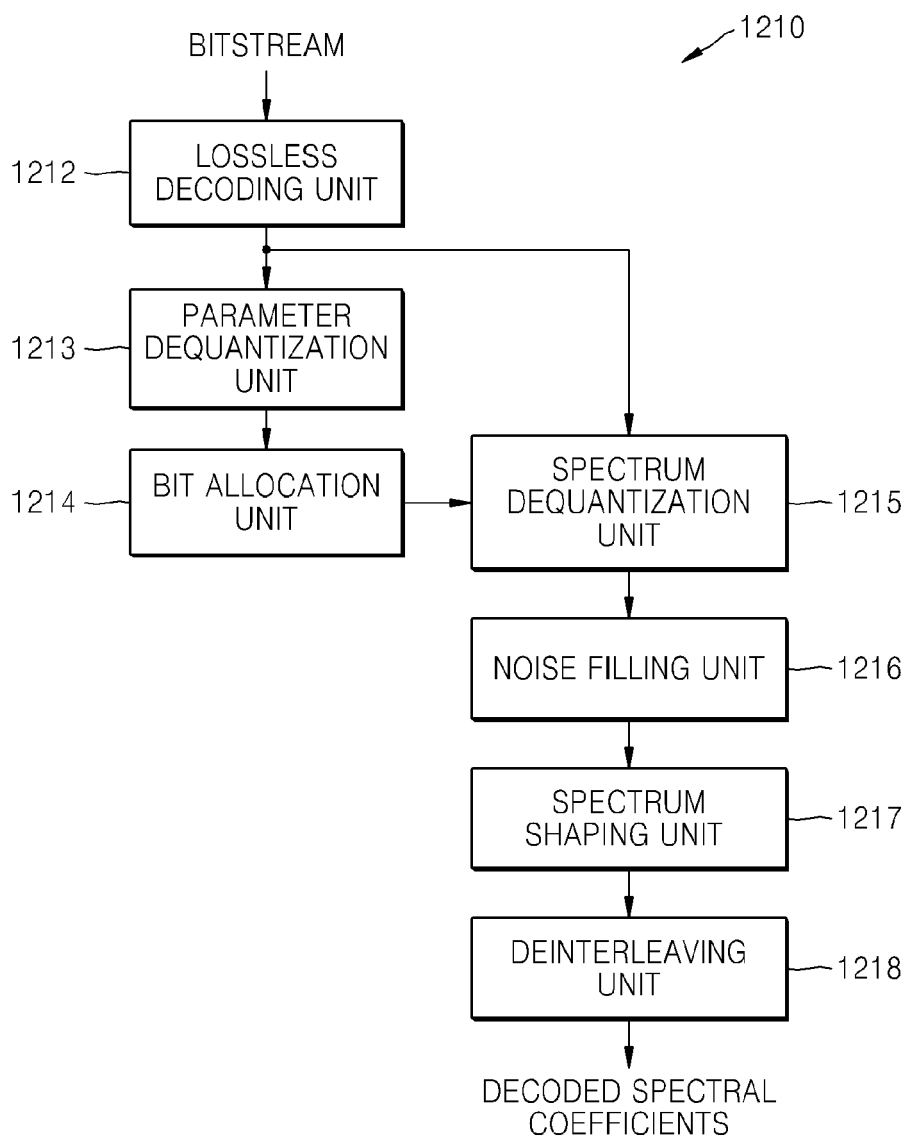 1210
BITSTREAM
1212
LOSSLESS
DECODING UNIT
1213
PARAMETER
DEQUANTIZATION
UNIT
1214
BIT ALLOCATION
UNIT
SPECTRUM
DEQUANTIZATION
UNIT
1215
NOISE FILLING UNIT
1216
SPECTRUM
SHAPING UNIT
1217
DEINTERLEAVING
UNIT
1218
DECODED SPECTRAL
COEFFICIENTS